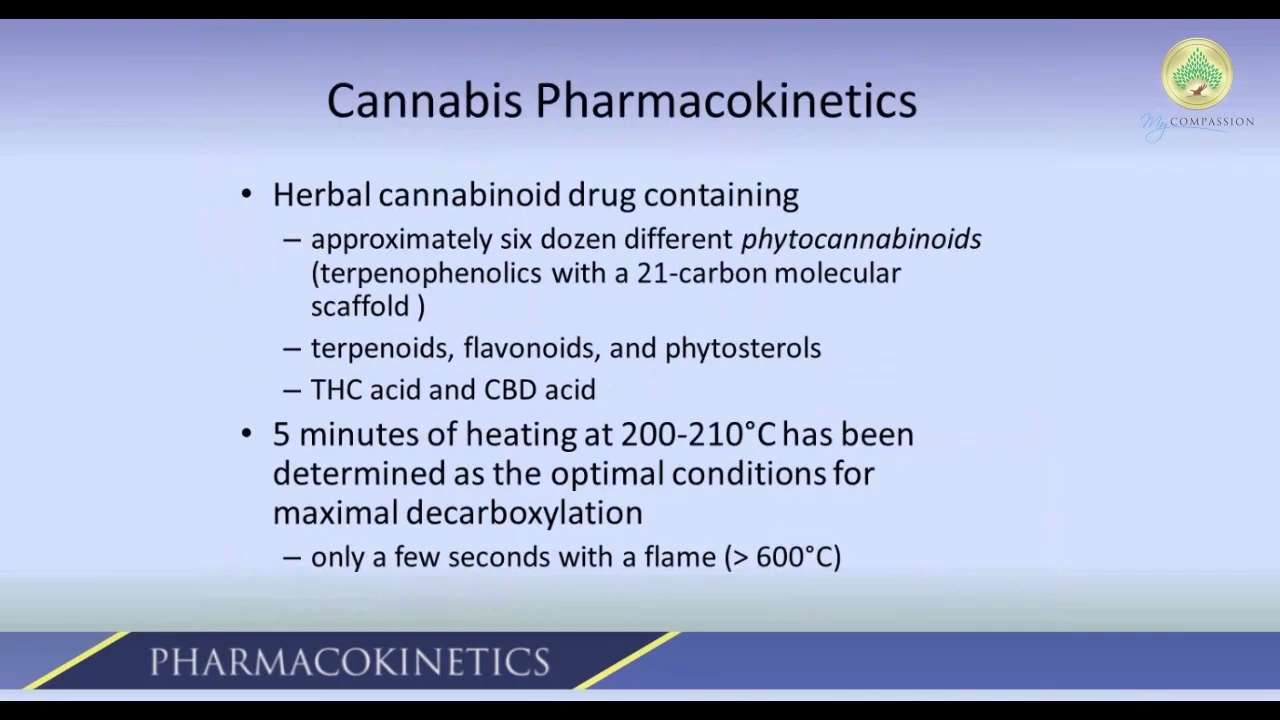 Cannabis Pharmacokinetics
My COMPASSION
• Herbal cannabinoid drug containing
– approximately six dozen different phytocannabinoids
(terpenophenolics with a 21-carbon molecular
scaffold )
– terpenoids, flavonoids, and phytosterols
– THC acid and CBD acid
• 5 minutes of heating at 200-210°C has been
determined as the optimal conditions for
maximal decarboxylation
– only a few seconds with a flame (> 600°C)
PHARMACOKINETICS